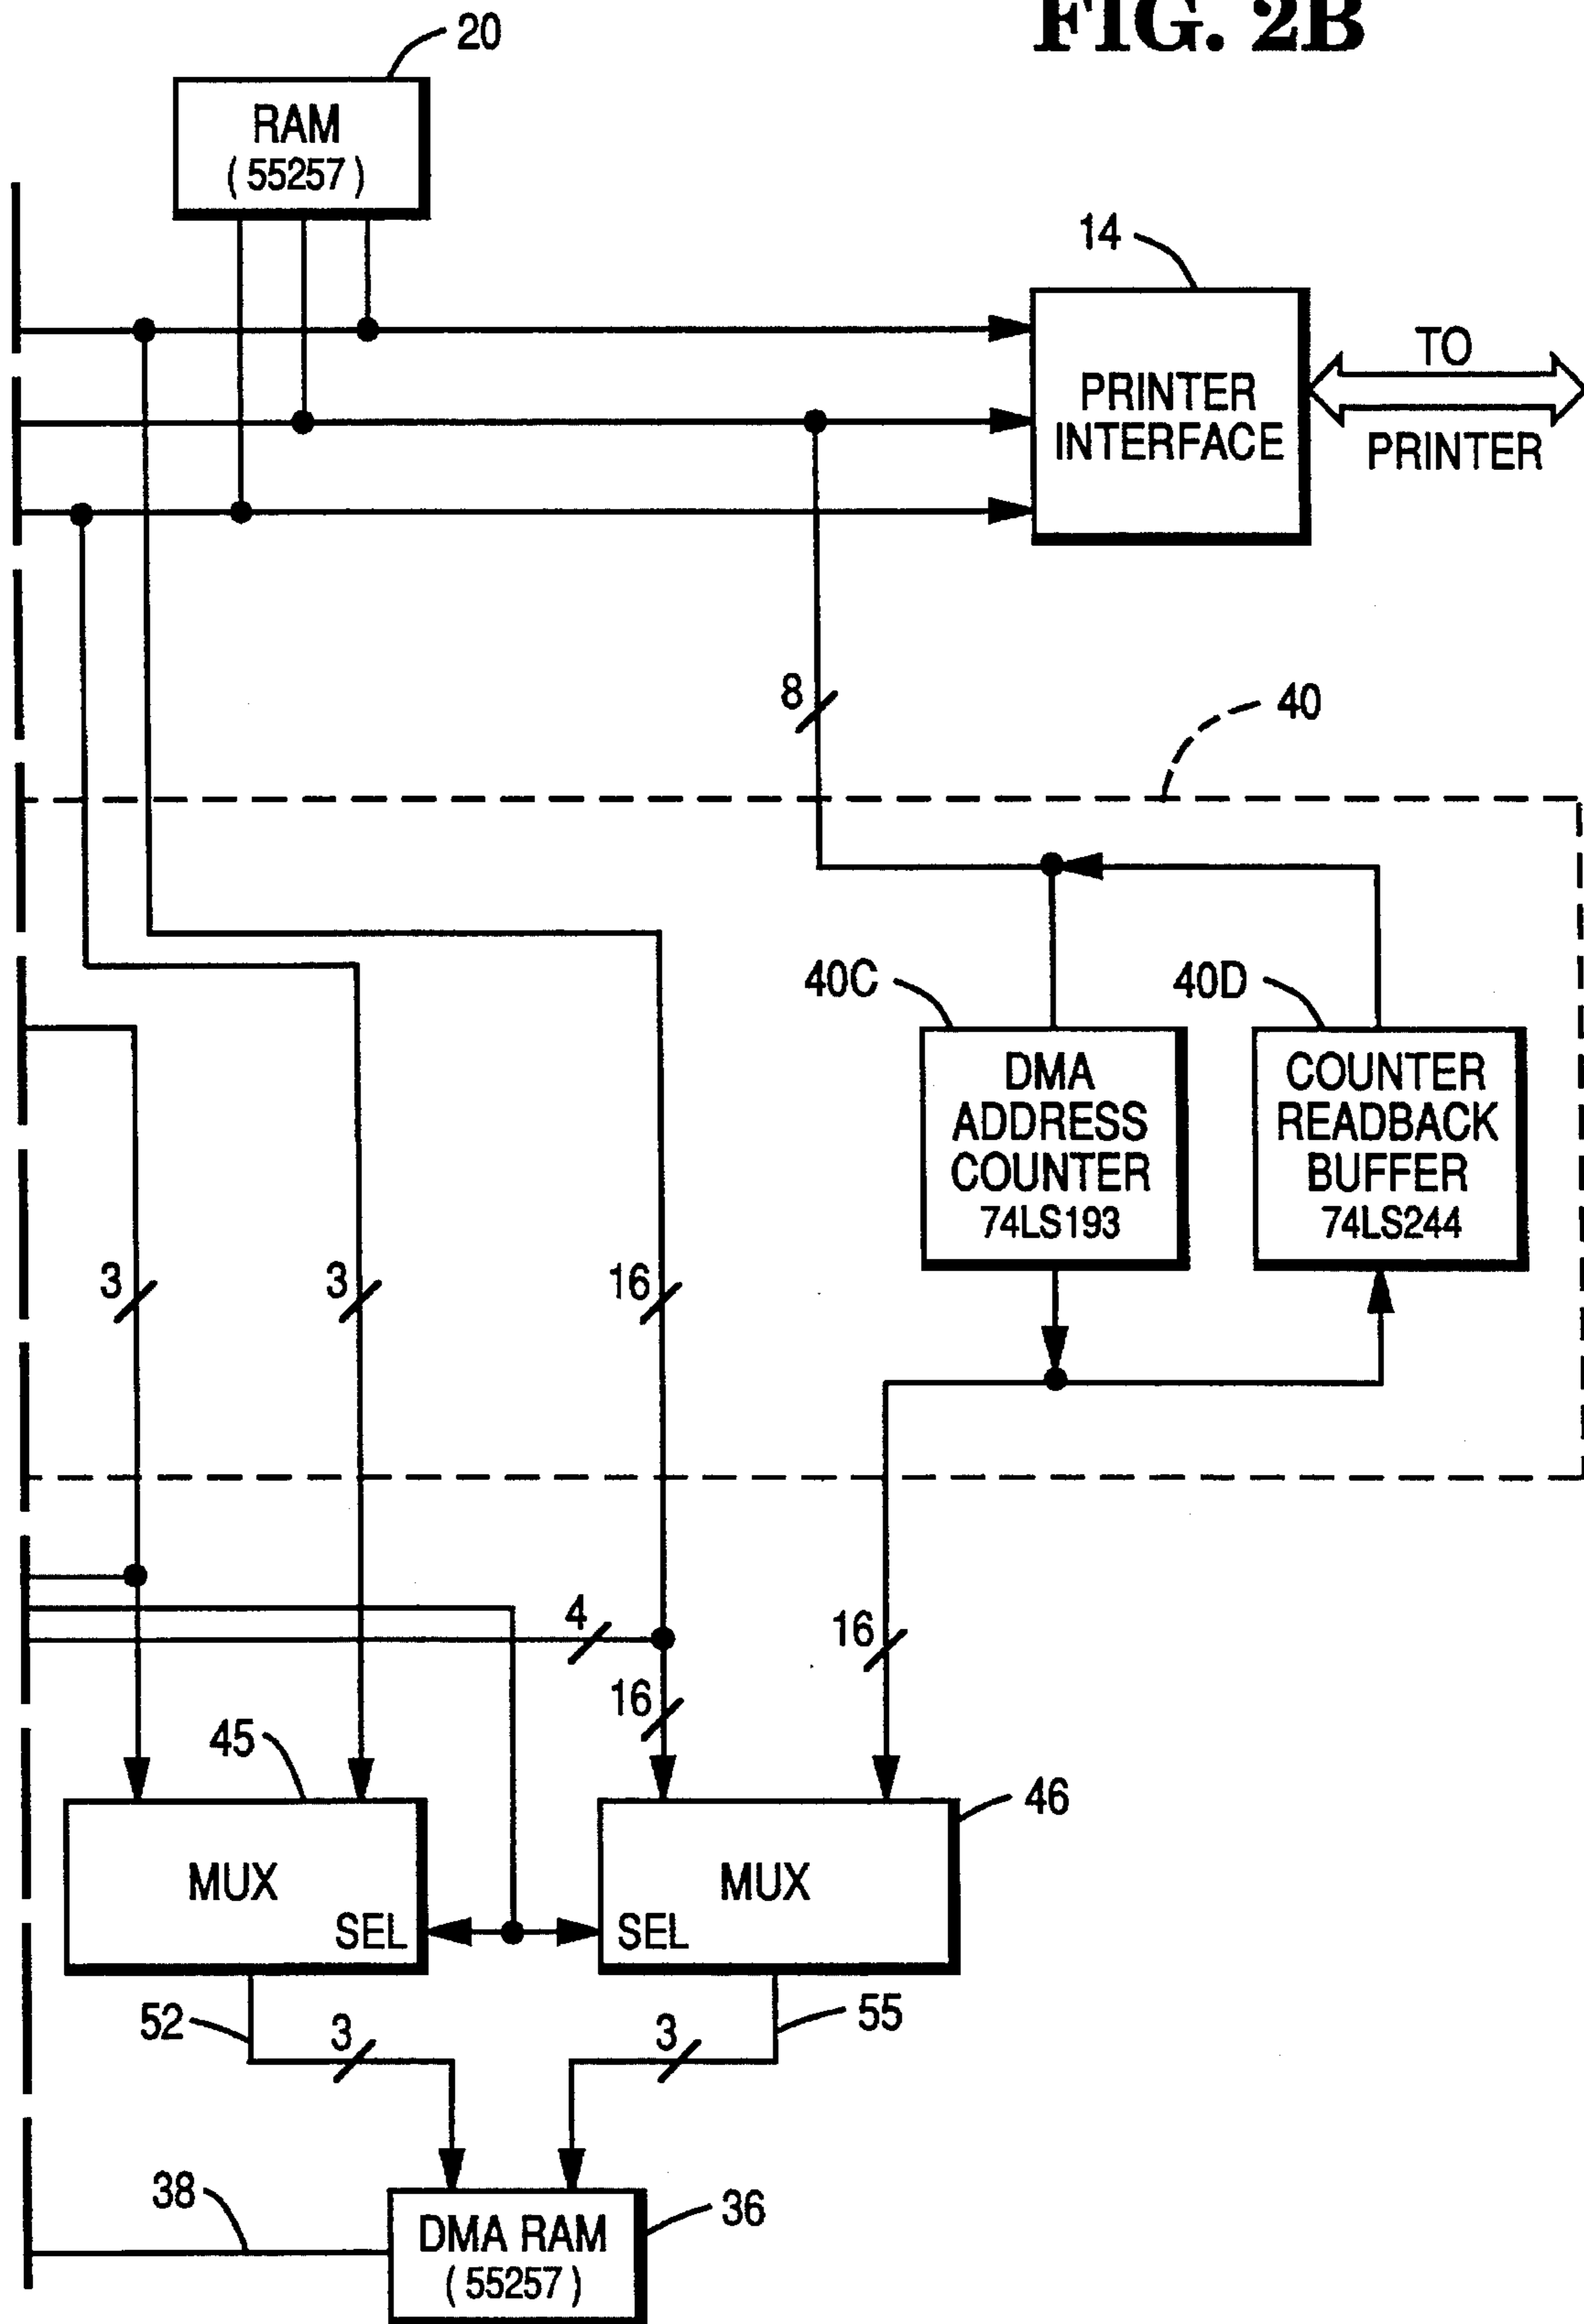 FIG. 2B
20
RAM
( 55257 )
14
PRINTER
INTERFACE
TO
PRINTER
8
40
40C
40D
DMA
ADDRESS
COUNTER
74LS193
COUNTER
READBACK
BUFFER
74LS244
3
3
16
4
16
16
45
46
MUX
SEL
MUX
SEL
52
3
3
55
38
36
DMA RAM
( 55257 )